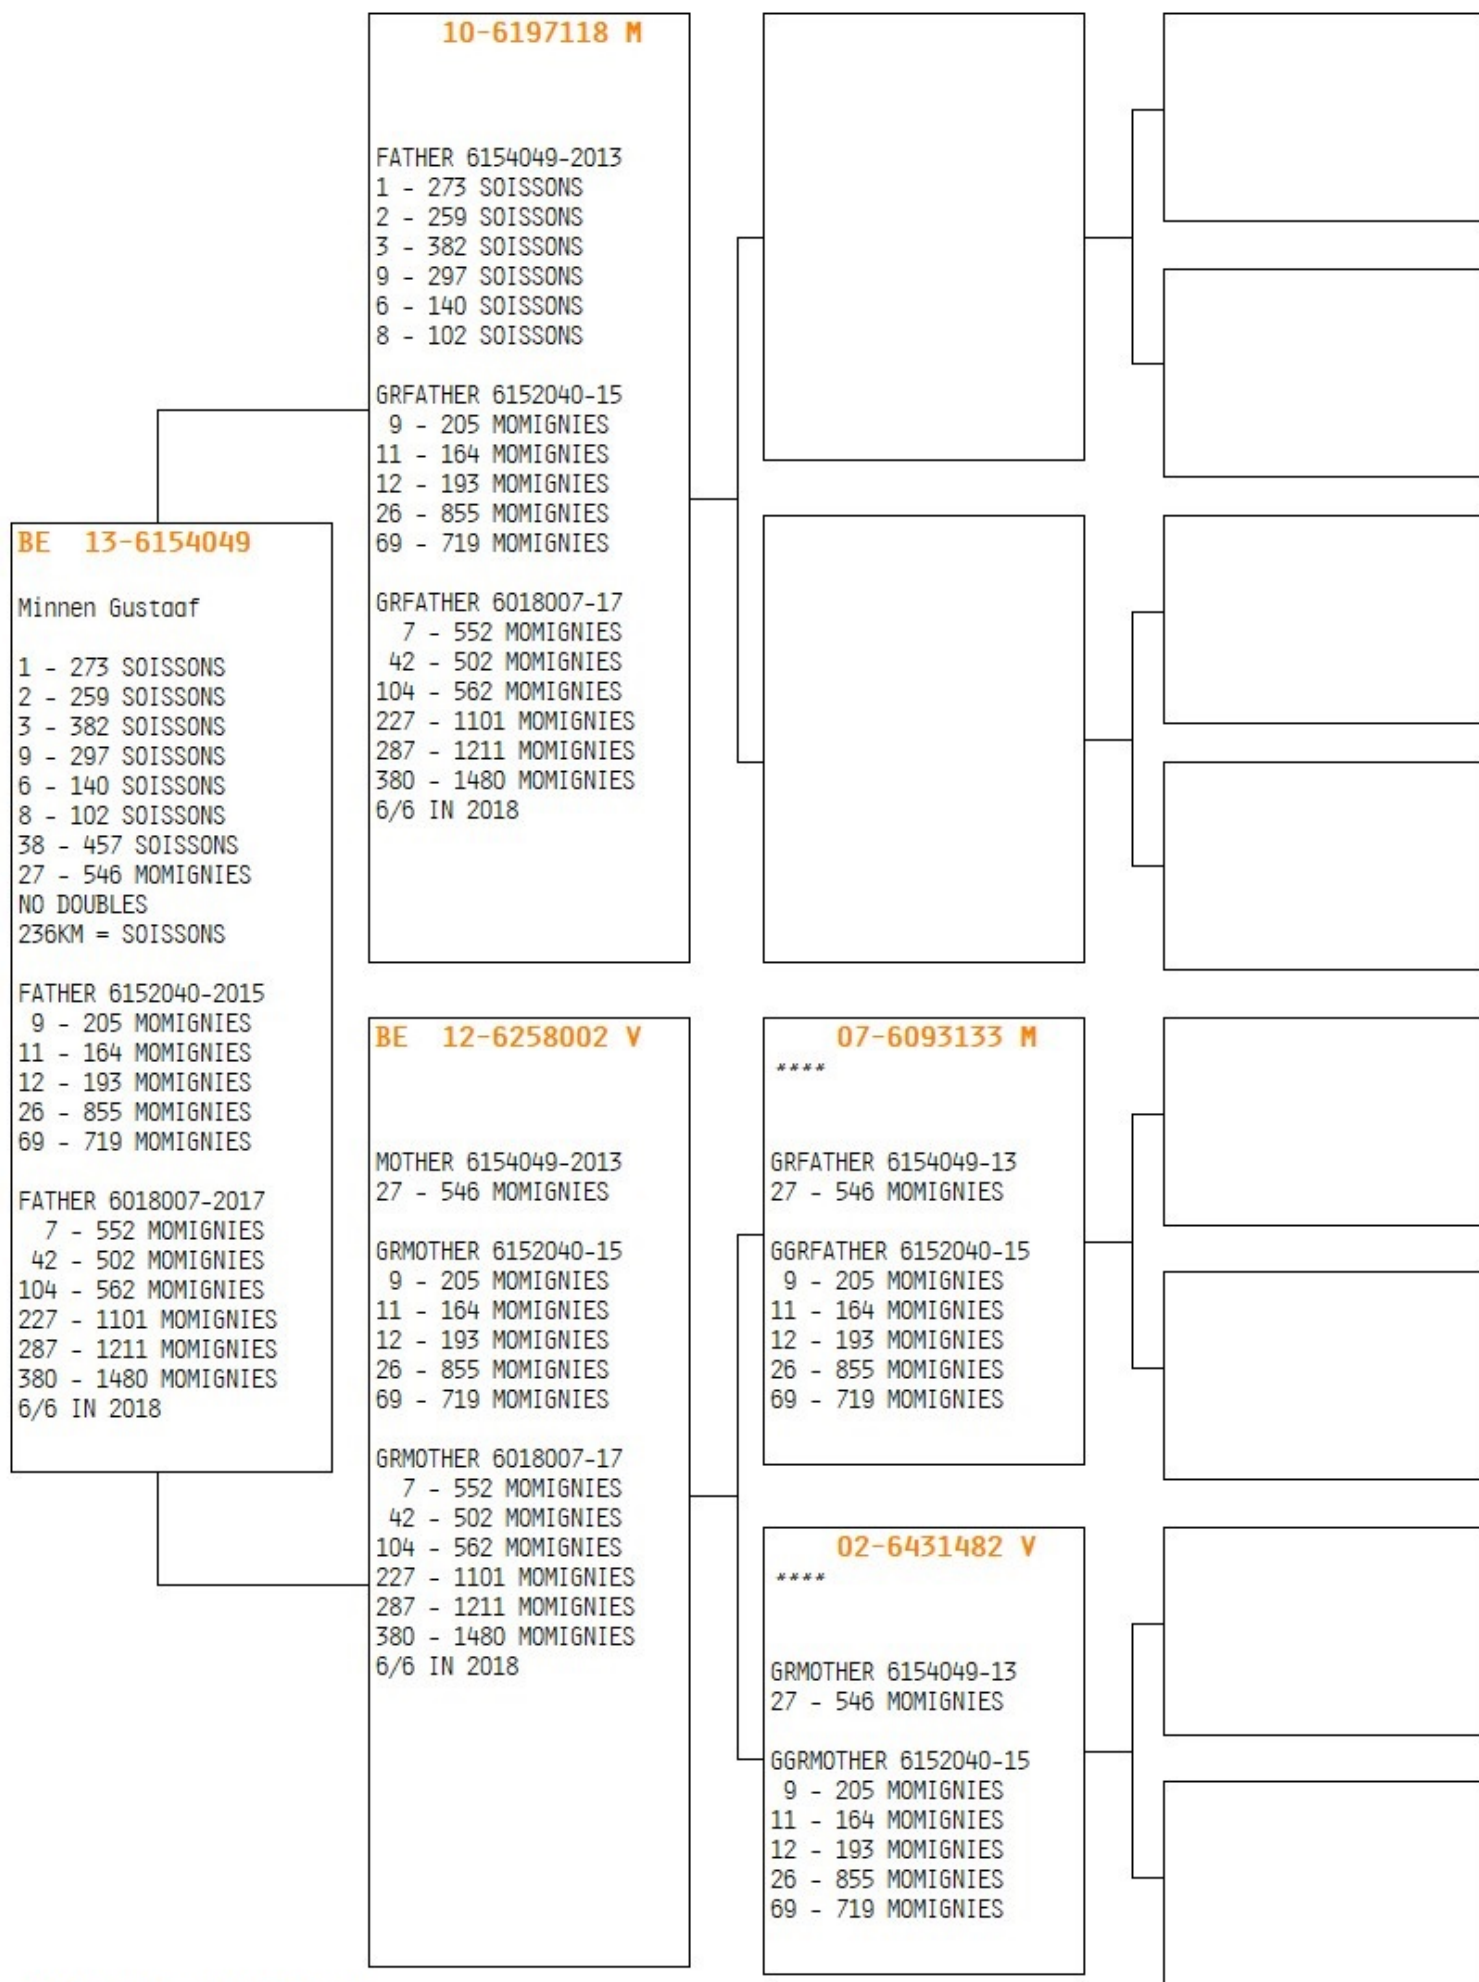 BE 13-6154049
Minnen Gustaaf
1 - 273 SOISSONS
2 - 259 SOISSONS
3 - 382 SOISSONS
9 - 297 SOISSONS
6 - 140 SOISSONS
8 - 102 SOISSONS
38 - 457 SOISSONS
27 - 546 MOMIGNIES
NO DOUBLES
236KM = SOISSONS
FATHER 6152040-2015
9 - 205 MOMIGNIES
11 - 164 MOMIGNIES
12 - 193 MOMIGNIES
26 - 855 MOMIGNIES
69 - 719 MOMIGNIES
FATHER 6018007-2017
7 - 552 MOMIGNIES
42 - 502 MOMIGNIES
104 - 562 MOMIGNIES
227 - 1101 MOMIGNIES
287 - 1211 MOMIGNIES
380 - 1480 MOMIGNIES
6/6 IN 2018
10-6197118 M
FATHER 6154049-2013
1 - 273 SOISSONS
2 - 259 SOISSONS
3 - 382 SOISSONS
9 - 297 SOISSONS
6 - 140 SOISSONS
8 - 102 SOISSONS
GRFATHER 6152040-15
9 - 205 MOMIGNIES
11 - 164 MOMIGNIES
12 - 193 MOMIGNIES
26 - 855 MOMIGNIES
69 - 719 MOMIGNIES
GRFATHER 6018007-17
7 - 552 MOMIGNIES
42 - 502 MOMIGNIES
104 - 562 MOMIGNIES
227 - 1101 MOMIGNIES
287 - 1211 MOMIGNIES
380 - 1480 MOMIGNIES
6/6 IN 2018
BE 12-6258002 V
MOTHER 6154049-2013
27 - 546 MOMIGNIES
GRMOTHER 6152040-15
9 - 205 MOMIGNIES
11 - 164 MOMIGNIES
12 - 193 MOMIGNIES
26 - 855 MOMIGNIES
69 - 719 MOMIGNIES
GRMOTHER 6018007-17
7 - 552 MOMIGNIES
42 - 502 MOMIGNIES
104 - 562 MOMIGNIES
227 - 1101 MOMIGNIES
287 - 1211 MOMIGNIES
380 - 1480 MOMIGNIES
6/6 IN 2018
07-6093133 M
****
GRFATHER 6154049-13
27 - 546 MOMIGNIES
GGRFATHER 6152040-15
9 - 205 MOMIGNIES
11 - 164 MOMIGNIES
12 - 193 MOMIGNIES
26 - 855 MOMIGNIES
69 - 719 MOMIGNIES
02-6431482 V
****
GRMOTHER 6154049-13
27 - 546 MOMIGNIES
GGRMOTHER 6152040-15
9 - 205 MOMIGNIES
11 - 164 MOMIGNIES
12 - 193 MOMIGNIES
26 - 855 MOMIGNIES
69 - 719 MOMIGNIES